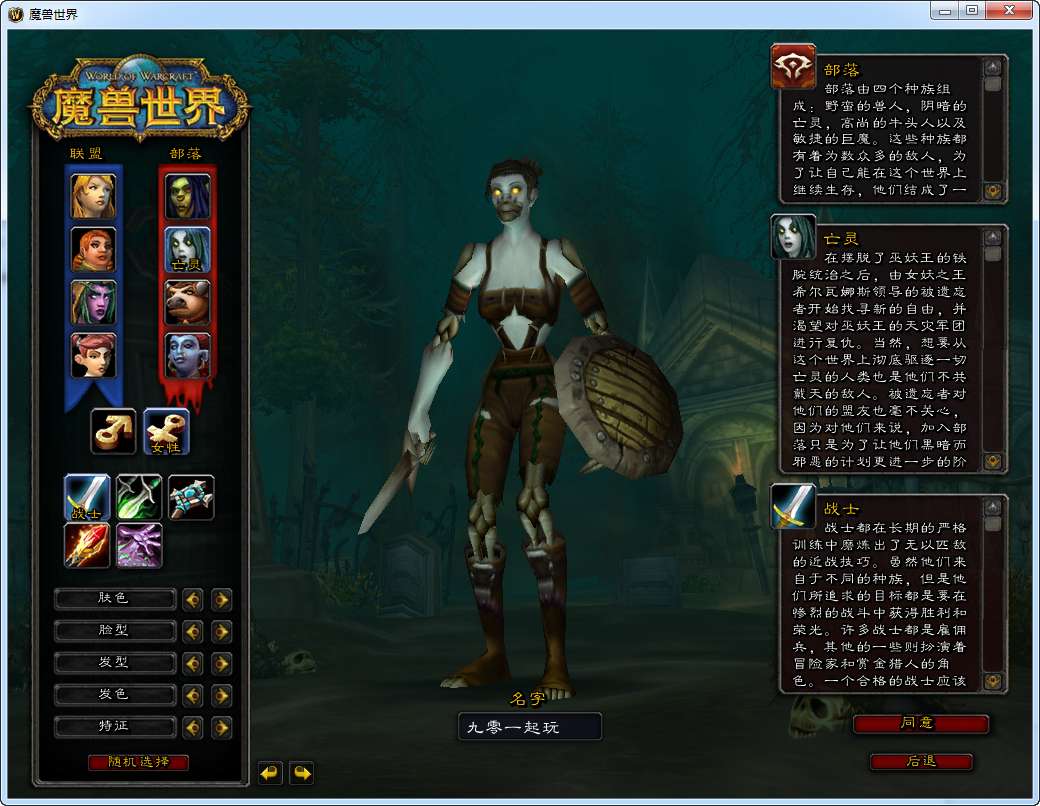 魔兽世界
WORLD OF WARCRAFT
魔兽世界
联盟
部落
亡灵
女性
战士
肤色
脸型
发型
发色
特征
随机选择
名字
九零一起玩
部落
部落由四个种族组
成：野蛮的兽人，阴暗的
亡灵，高尚的牛头人以及
敏捷的巨魔。这些种族都
有着为数众多的敌人，为
了让自己能在这个世界上
继续生存，他们结成了一
亡灵
在摆脱了巫妖王的铁
腕统治之后，由女妖之王
希尔瓦娜斯领导的被遗忘
者开始找寻新的自由，并
渴望对巫妖王的天灾军团
进行复仇。当然，想要从
这个世界上彻底驱逐一切
亡灵的人类也是他们不共
戴天的敌人。被遗忘者对
他们的盟友也毫不关心，
因为对他们来说，加入部
落只是为了让他们黑暗而
邪恶的计划更进一步的阶
战士
战士都在长期的严格
训练中磨炼出了无以匹敌
的近战技巧。虽然他们来
自于不同的种族，但是他
们所追求的目标都是要在
惨烈的战斗中获得胜利和
荣光。许多战士都是雇佣
兵，其他的一些则扮演着
冒险家和赏金猎人的角
色。一个合格的战士应该
同意
后退